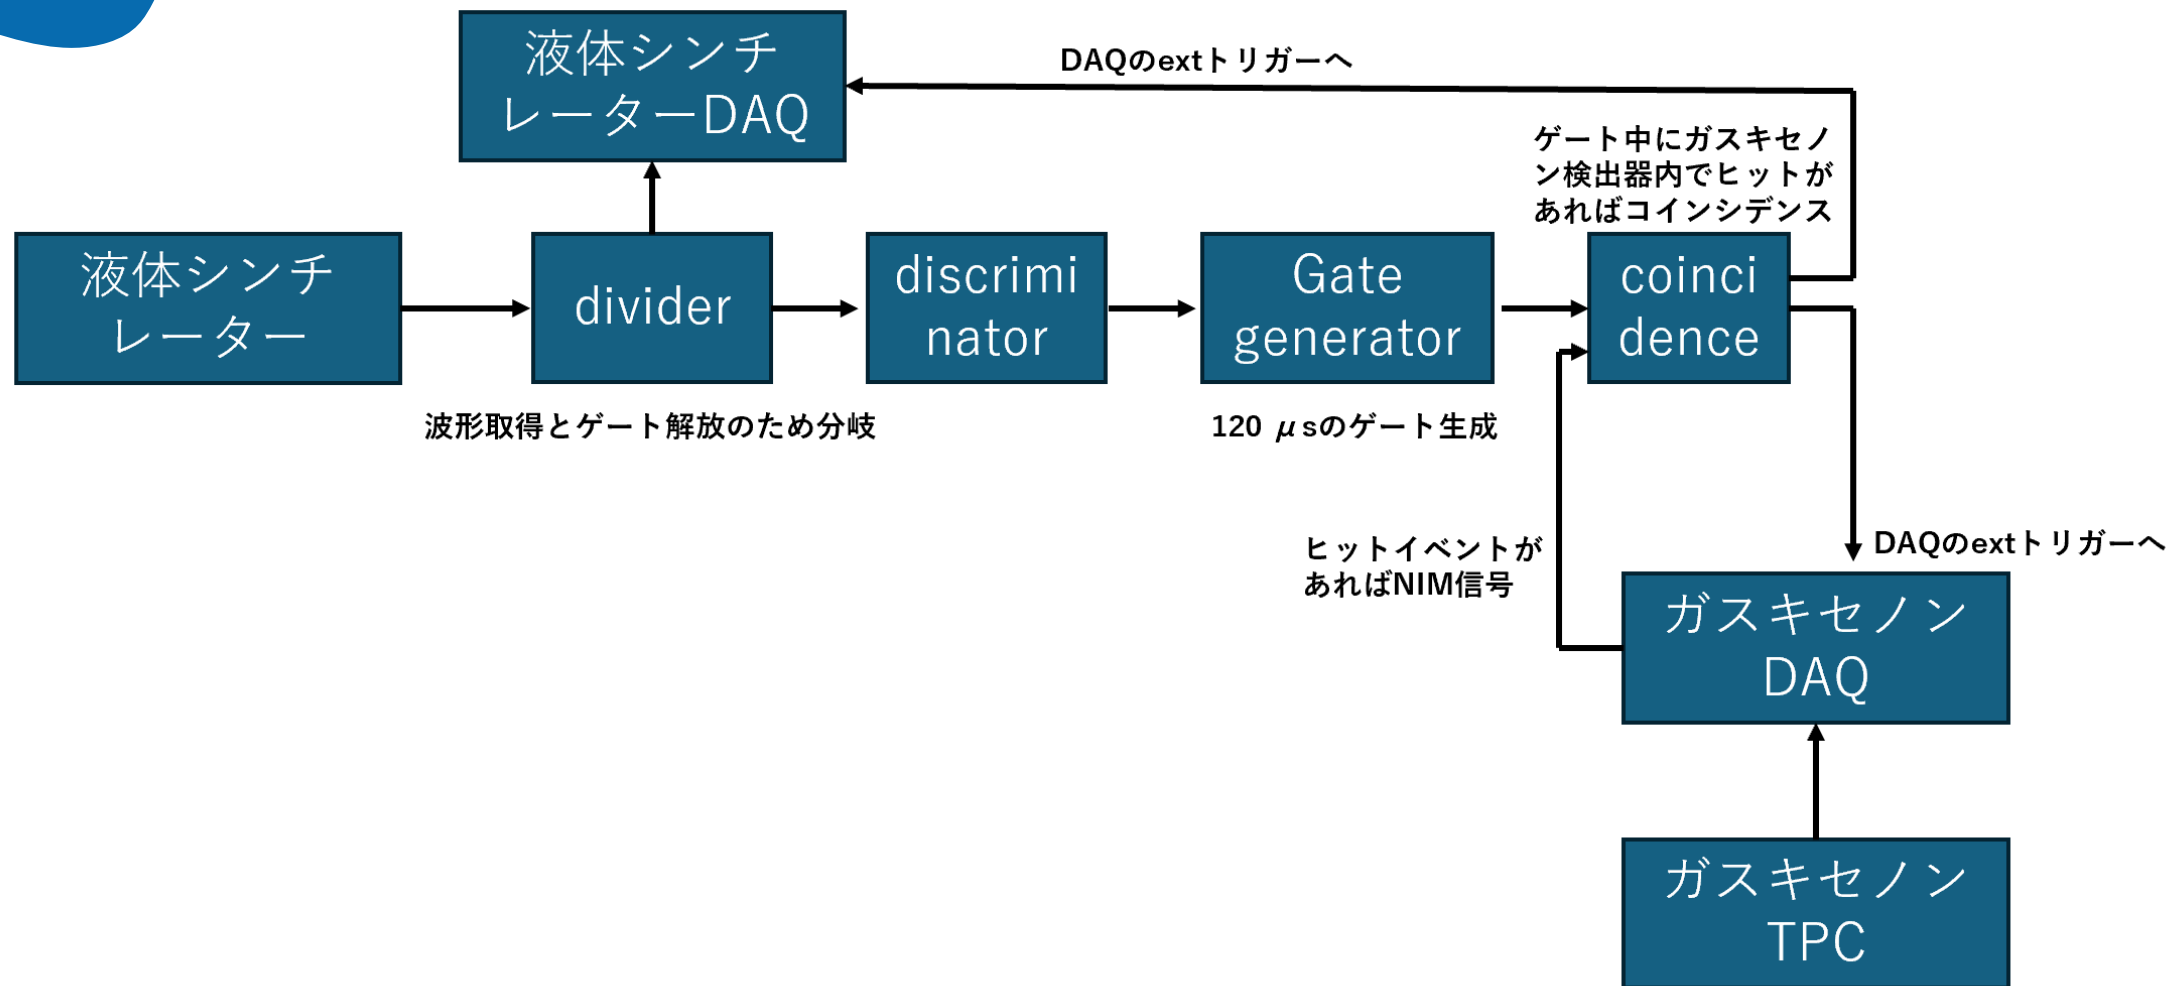 液体シンチ
レーターDAQ
DAQのextトリガーへ
ゲート中にガスキセノ
ン検出器内でヒットが
あればコインシデンス
液体シンチ
レーター
divider
discrimi
nator
Gate
generator
coinci
dence
波形取得とゲート解放のため分岐
120 μsのゲート生成
ヒットイベントが
あればNIM信号
DAQのextトリガーへ
ガスキセノン
DAQ
ガスキセノン
TPC